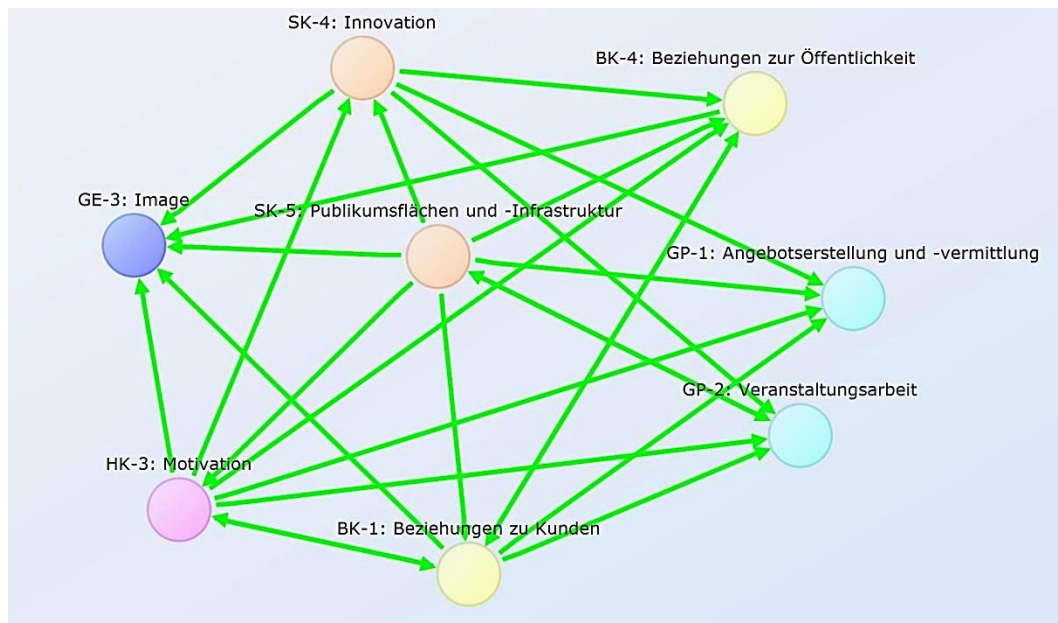 SK-4: Innovation
BK-4: Beziehungen zur Öffentlichkeit
GE-3: Image
SK-5: Publikumsflächen und -Infrastruktur
GP-1: Angebotserstellung und -vermittlung
GP-2: Veranstaltungsarbeit
HK-3: Motivation
BK-1: Beziehungen zu Kunden